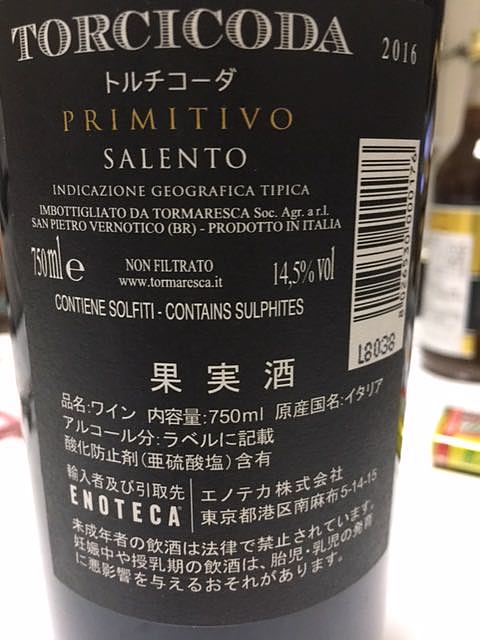 TORCICODA 2016
トルチコーダ
PRIMITIVO
SALENTO
INDICAZIONE GEOGRAFICA TIPICA
IMBOTTIGLIATO DA TORMARESCA Soc. Agr. a r.l.
SAN PIETRO VERNOTICO (BR) - PRODOTTO IN ITALIA
750ml e NON FILTRATO 14,5% vol
www.tormaresca.it
CONTIENE SOLFITI - CONTAINS SULPHITES
8026530000176
L8038
果実酒
品名:ワイン 内容量:750ml 原産国名:イタリア
アルコール分:ラベルに記載
酸化防止剤(亜硫酸塩)含有
輸入者及び引取先 エノテカ株式会社
ENOTECA 東京都港区南麻布5-14-15
未成年者の飲酒は法律で禁止されています。
妊娠中や授乳期の飲酒は、胎児・乳児の発育
に悪影響を与えるおそれがあります。